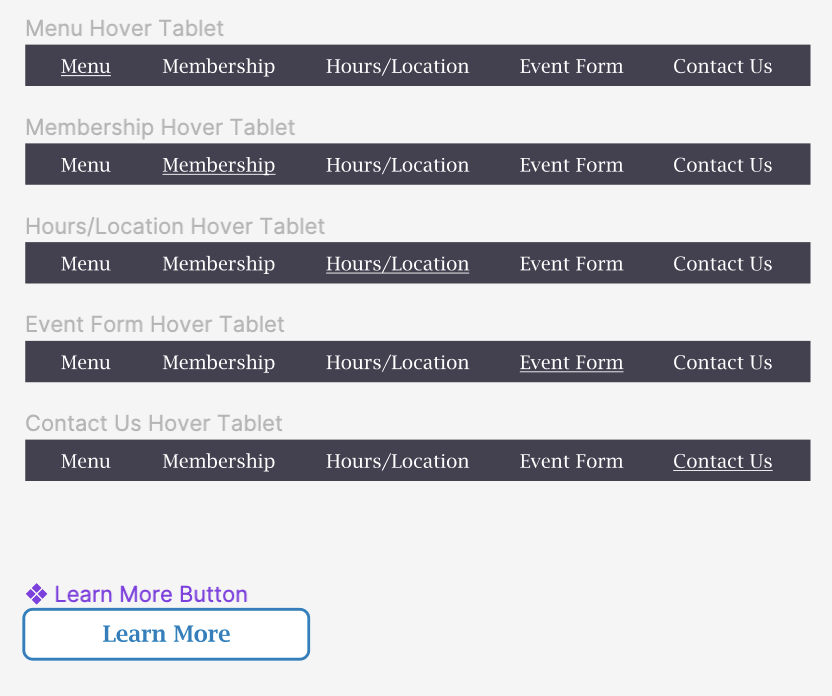 Menu Hover Tablet
Menu Membership Hours/Location Event Form Contact Us
Membership Hover Tablet
Menu Membership Hours/Location Event Form Contact Us
Hours/Location Hover Tablet
Menu Membership Hours/Location Event Form Contact Us
Event Form Hover Tablet
Menu Membership Hours/Location Event Form Contact Us
Contact Us Hover Tablet
Menu Membership Hours/Location Event Form Contact Us
Learn More Button
Learn More